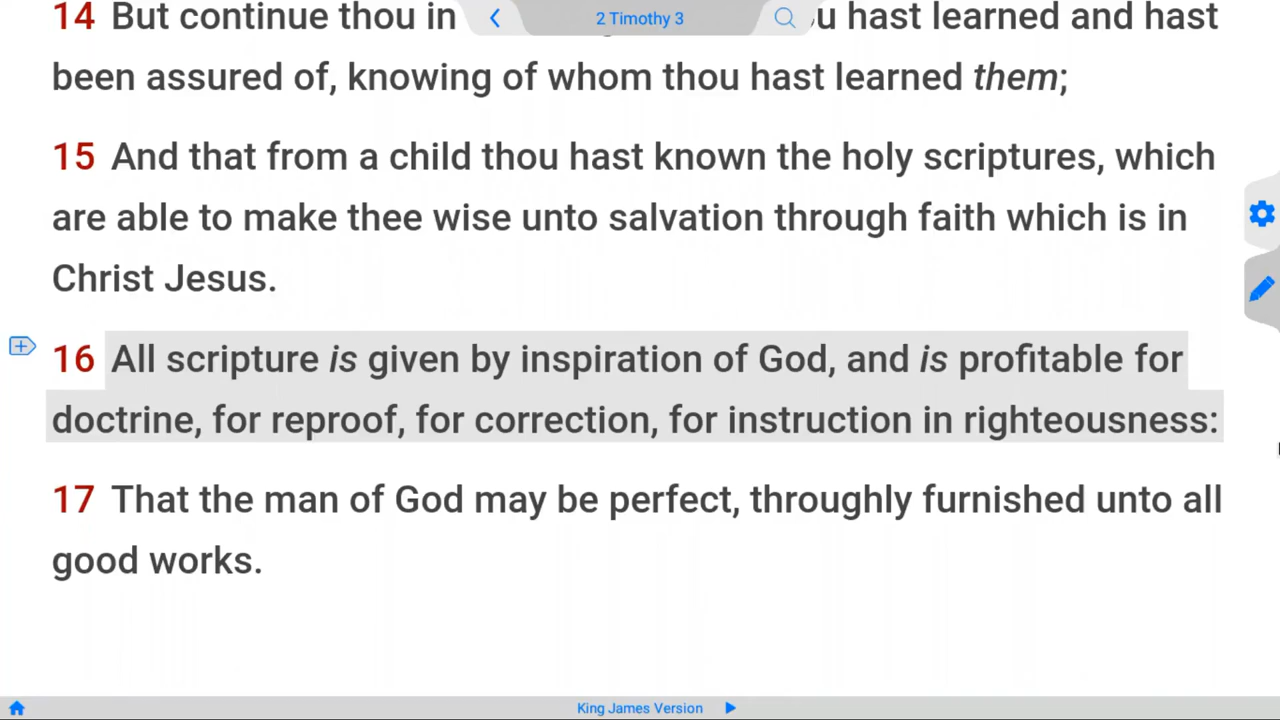 2 Timothy 3
14 But continue thou in u hast learned and hast
been assured of, knowing of whom thou hast learned them;
15 And that from a child thou hast known the holy scriptures, which
are able to make thee wise unto salvation through faith which is in
Christ Jesus.
16 All scripture is given by inspiration of God, and is profitable for
doctrine, for reproof, for correction, for instruction in righteousness:
17 That the man of God may be perfect, throughly furnished unto all
good works.
King James Version